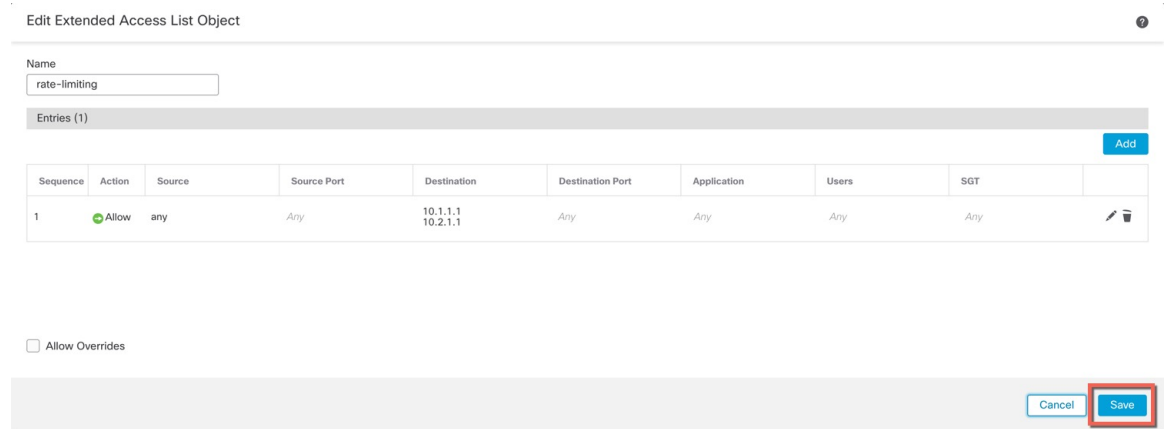 Edit Extended Access List Object
?
Name
rate-limiting
Entries (1)
Add
Sequence Action Source Source Port Destination Destination Port Application Users SGT
1 Allow any Any 10.1.1.1 Any Any Any Any
10.2.1.1
Allow Overrides
Cancel Save